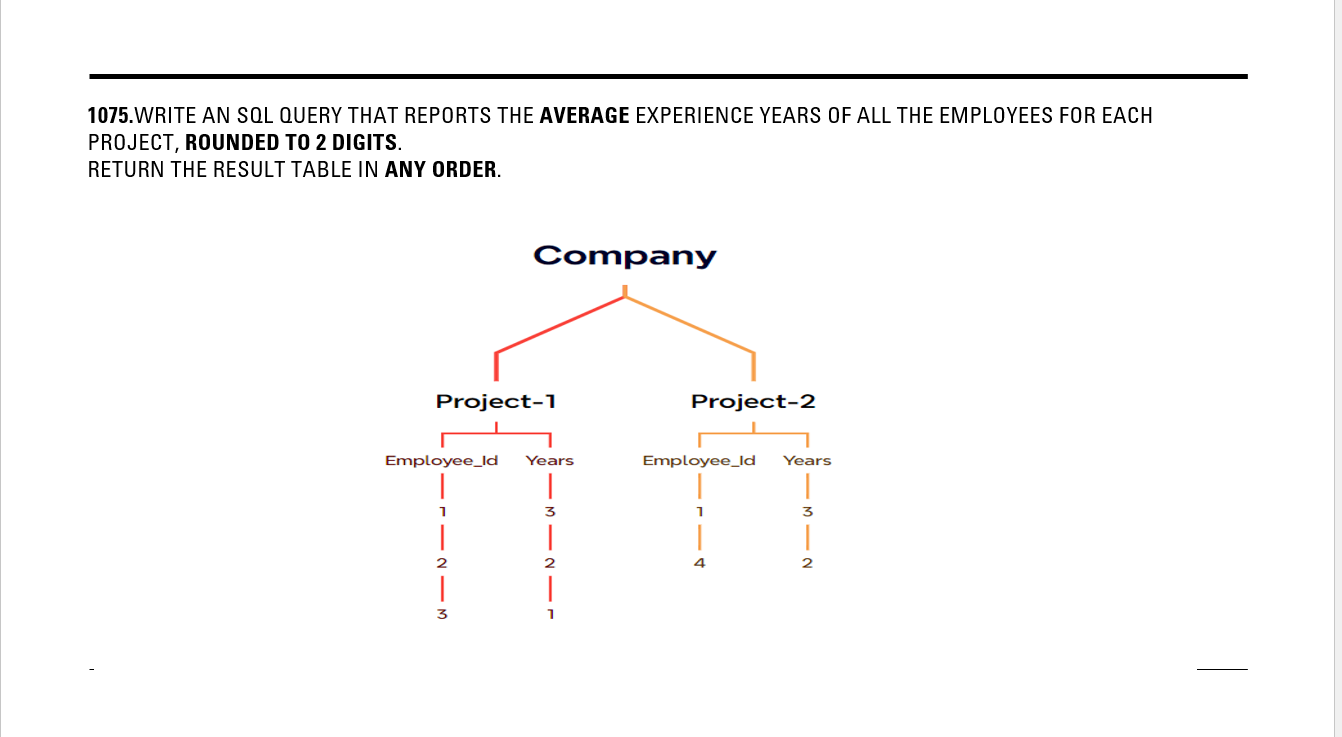 1075.WRITE AN SQL QUERY THAT REPORTS THE AVERAGE EXPERIENCE YEARS OF ALL THE EMPLOYEES FOR EACH
PROJECT, ROUNDED TO 2 DIGITS.
RETURN THE RESULT TABLE IN ANY ORDER.
Company
Project-1 Project-2
Employee_Id Years Employee_Id Years
1 3 1 3
2 2 4 2
3 1